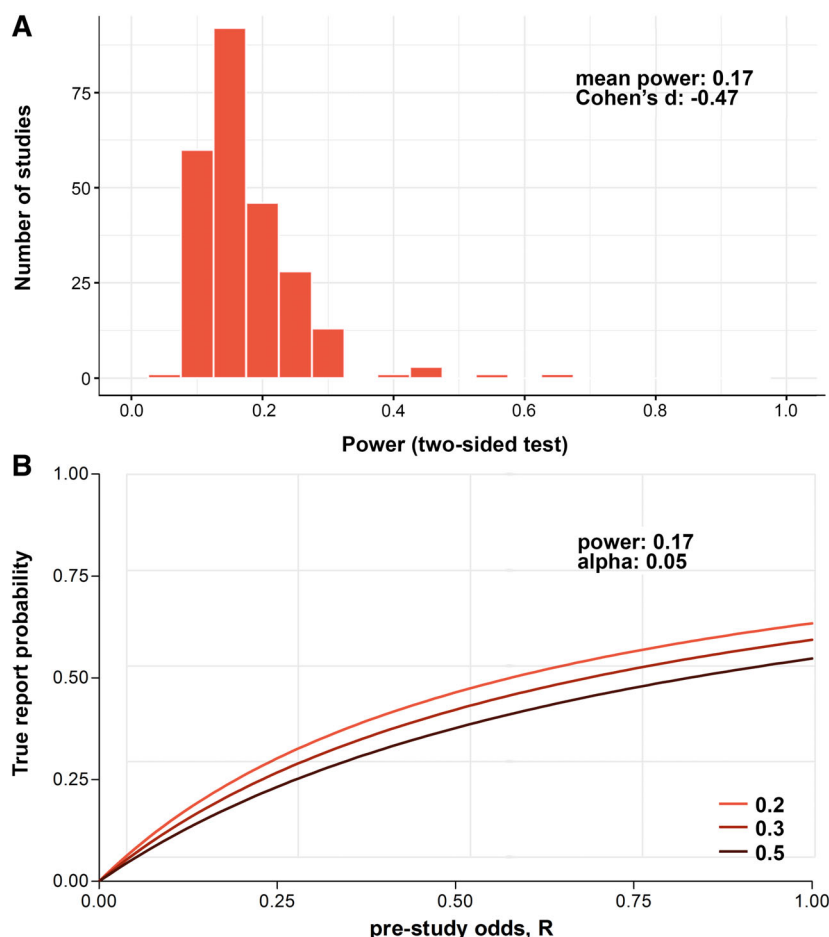 A
mean power: 0.17
Cohen's d: -0.47
Number of studies
75
50
25
0
0.0 0.2 0.4 0.6 0.8 1.0
Power (two-sided test)
B
power: 0.17
alpha: 0.05
True report probability
1.00
0.75
0.50
0.25
0.00
0.2
0.3
0.5
0.00 0.25 0.50 0.75 1.00
pre-study odds, R